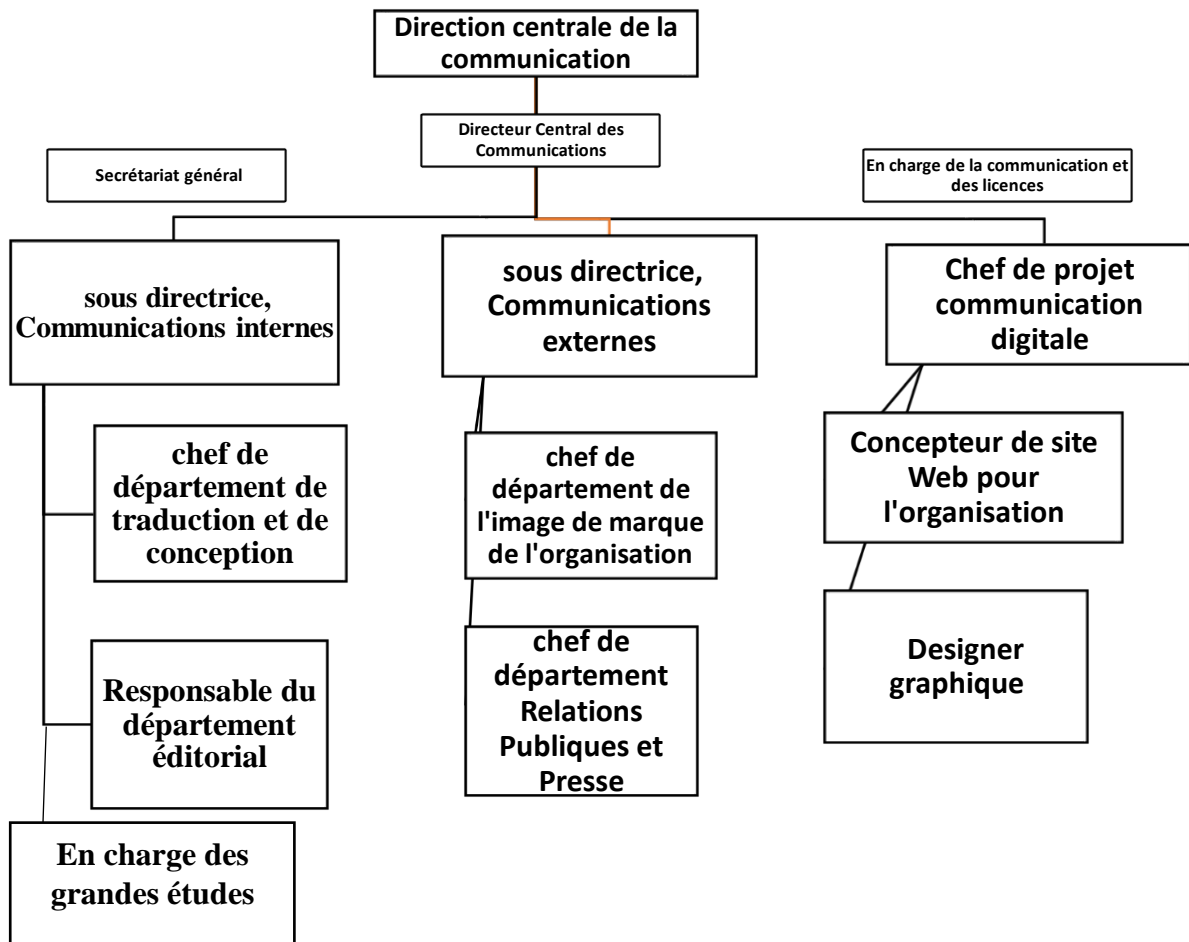 Direction centrale de la
communication
Directeur Central des
Communications
Secrétariat général
En charge de la communication et
des licences
sous directrice,
Communications internes
sous directrice,
Communications
externes
Chef de projet
communication
digitale
chef de
département de
traduction et de
conception
chef de
département de
l'image de marque
de l'organisation
Concepteur de site
Web pour
l'organisation
Responsable du
département
éditorial
chef de
département
Relations
Publiques et
Presse
Designer
graphique
En charge des
grandes études